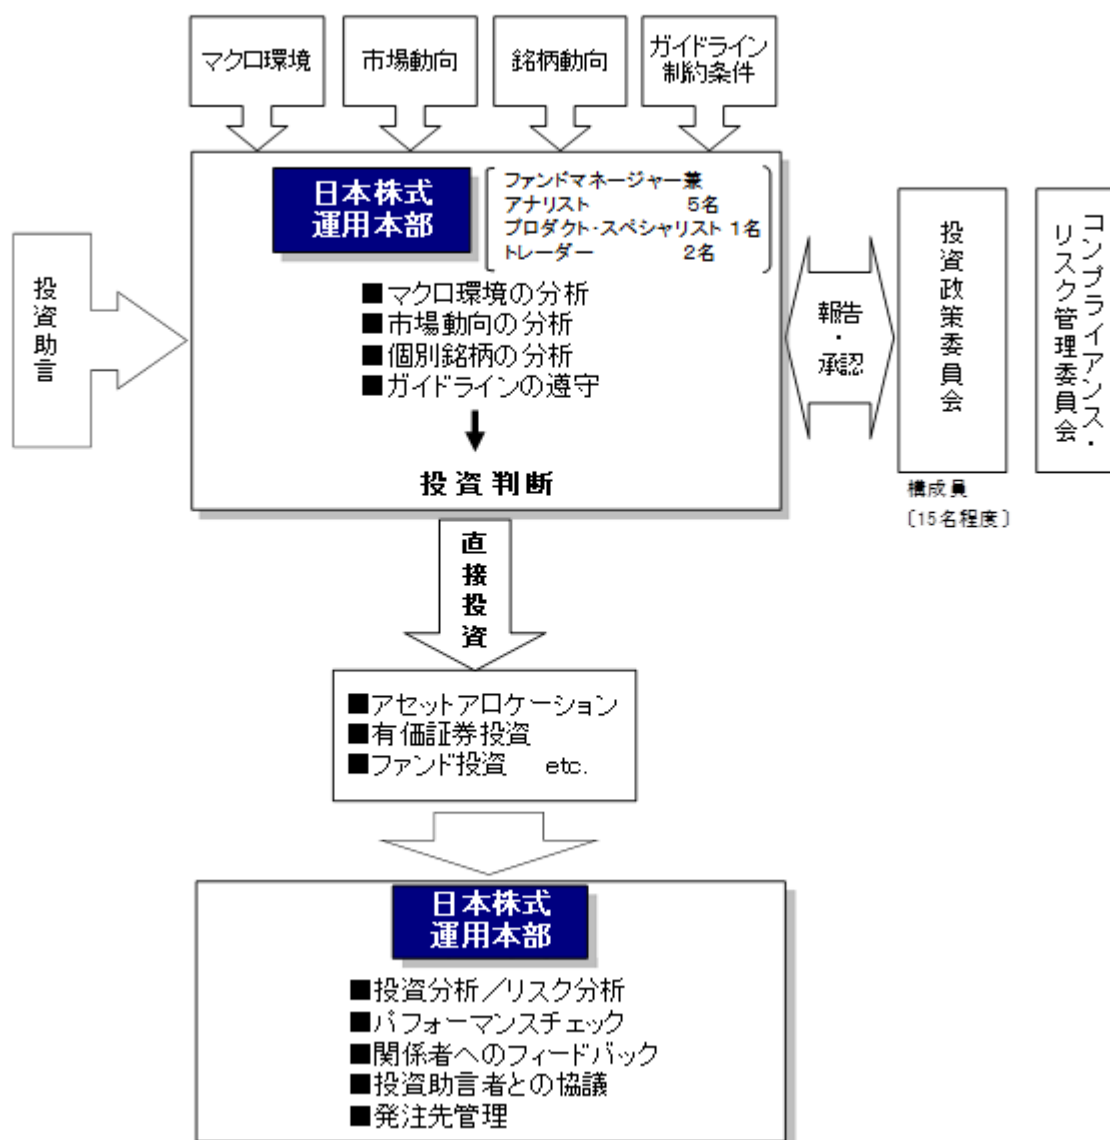 マクロ環境
市場動向
銘柄動向
ガイドライン
制約条件
日本株式
運用本部
ファンドマネージャー兼
アナリスト 5名
プロダクト・スペシャリスト 1名
トレーダー 2名
■マクロ環境の分析
■市場動向の分析
■個別銘柄の分析
■ガイドラインの遵守
投資判断
投資助言
報告
・
承認
投資政策委員会
構成員
〔15名程度〕
コンプライアンス・
リスク管理委員会
直接投資
■アセットアロケーション
■有価証券投資
■ファンド投資 etc.
日本株式
運用本部
■投資分析／リスク分析
■パフォーマンスチェック
■関係者へのフィードバック
■投資助言者との協議
■発注先管理